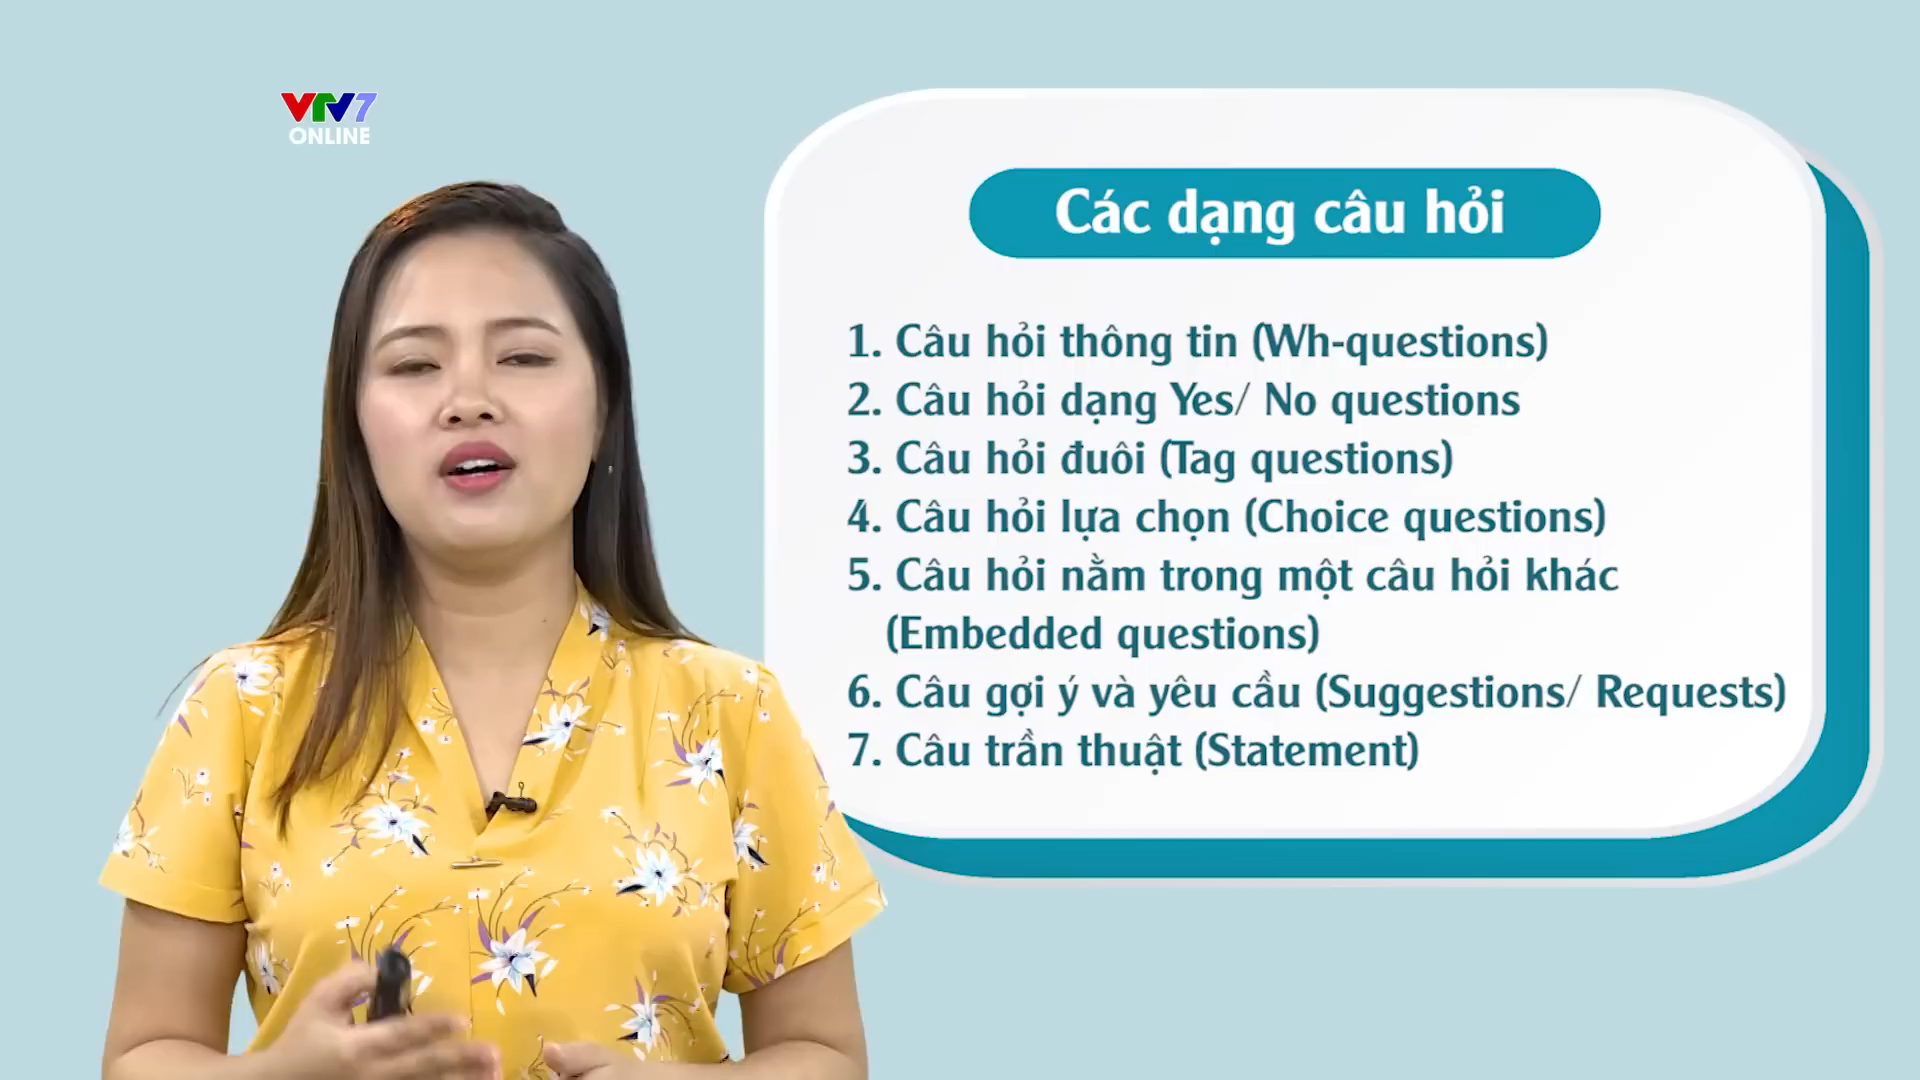 VTV7
ONLINE
Các dạng câu hỏi
1. Câu hỏi thông tin (Wh-questions)
2. Câu hỏi dạng Yes/ No questions
3. Câu hỏi đuôi (Tag questions)
4. Câu hỏi lựa chọn (Choice questions)
5. Câu hỏi nằm trong một câu hỏi khác
(Embedded questions)
6. Câu gợi ý và yêu cầu (Suggestions/ Requests)
7. Câu trần thuật (Statement)